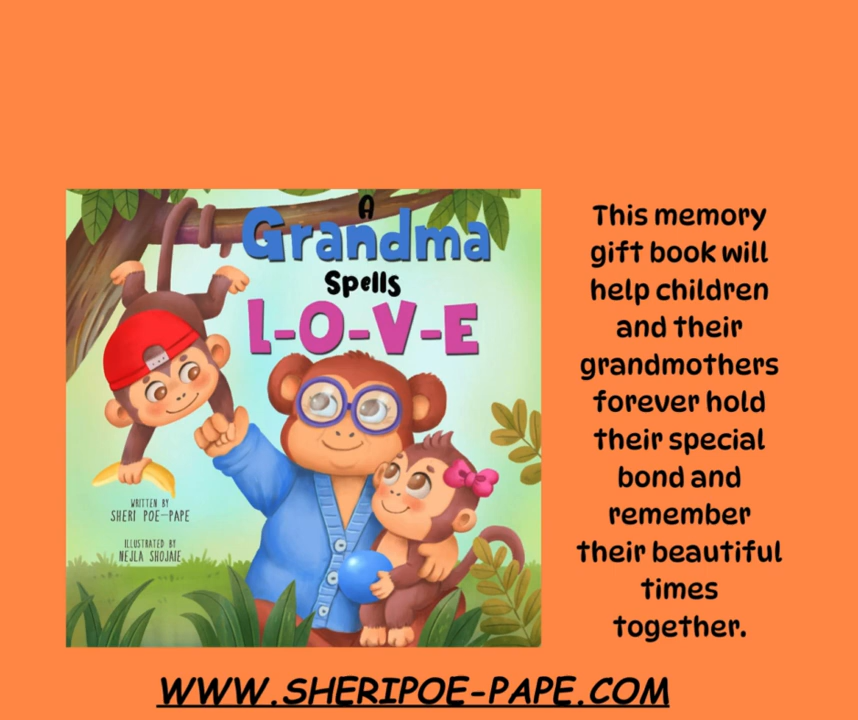 A
Grandma
Spells
L-O-V-E
WRITTEN BY
SHERI POE-PAPE
ILLUSTRATED BY
NEJLA SHOJAIE
This memory
gift book will
help children
and their
grandmothers
forever hold
their special
bond and
remember
their beautiful
times
together.
WWW.SHERIPOE-PAPE.COM